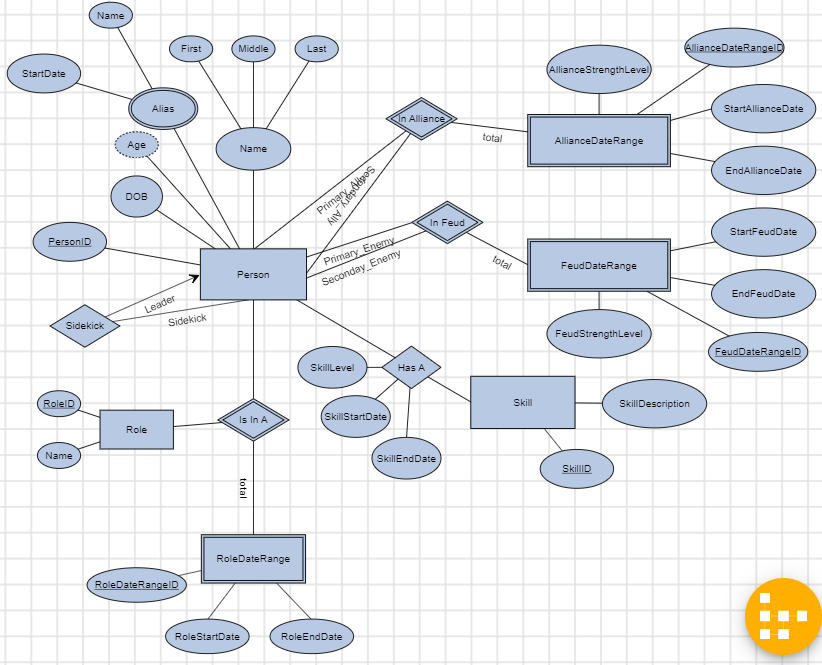 Name
First
Middle
Last
AllianceDateRangeID
StartDate
AllianceStrengthLevel
Alias
StartAllianceDate
In Alliance
total
AllianceDateRange
Age
Name
EndAllianceDate
DOB
Primary_Ally
Secondary_Ally
In Feud
StartFeudDate
PersonID
Primary_Enemy
Seconday_Enemy
total
FeudDateRange
Person
EndFeudDate
Leader
Sidekick
Sidekick
FeudStrengthLevel
FeudDateRangeID
SkillLevel
Has A
RoleID
Skill
SkillDescription
SkillStartDate
Is In A
Role
Name
SkillEndDate
SkillID
total
RoleDateRange
RoleDateRangeID
RoleStartDate
RoleEndDate